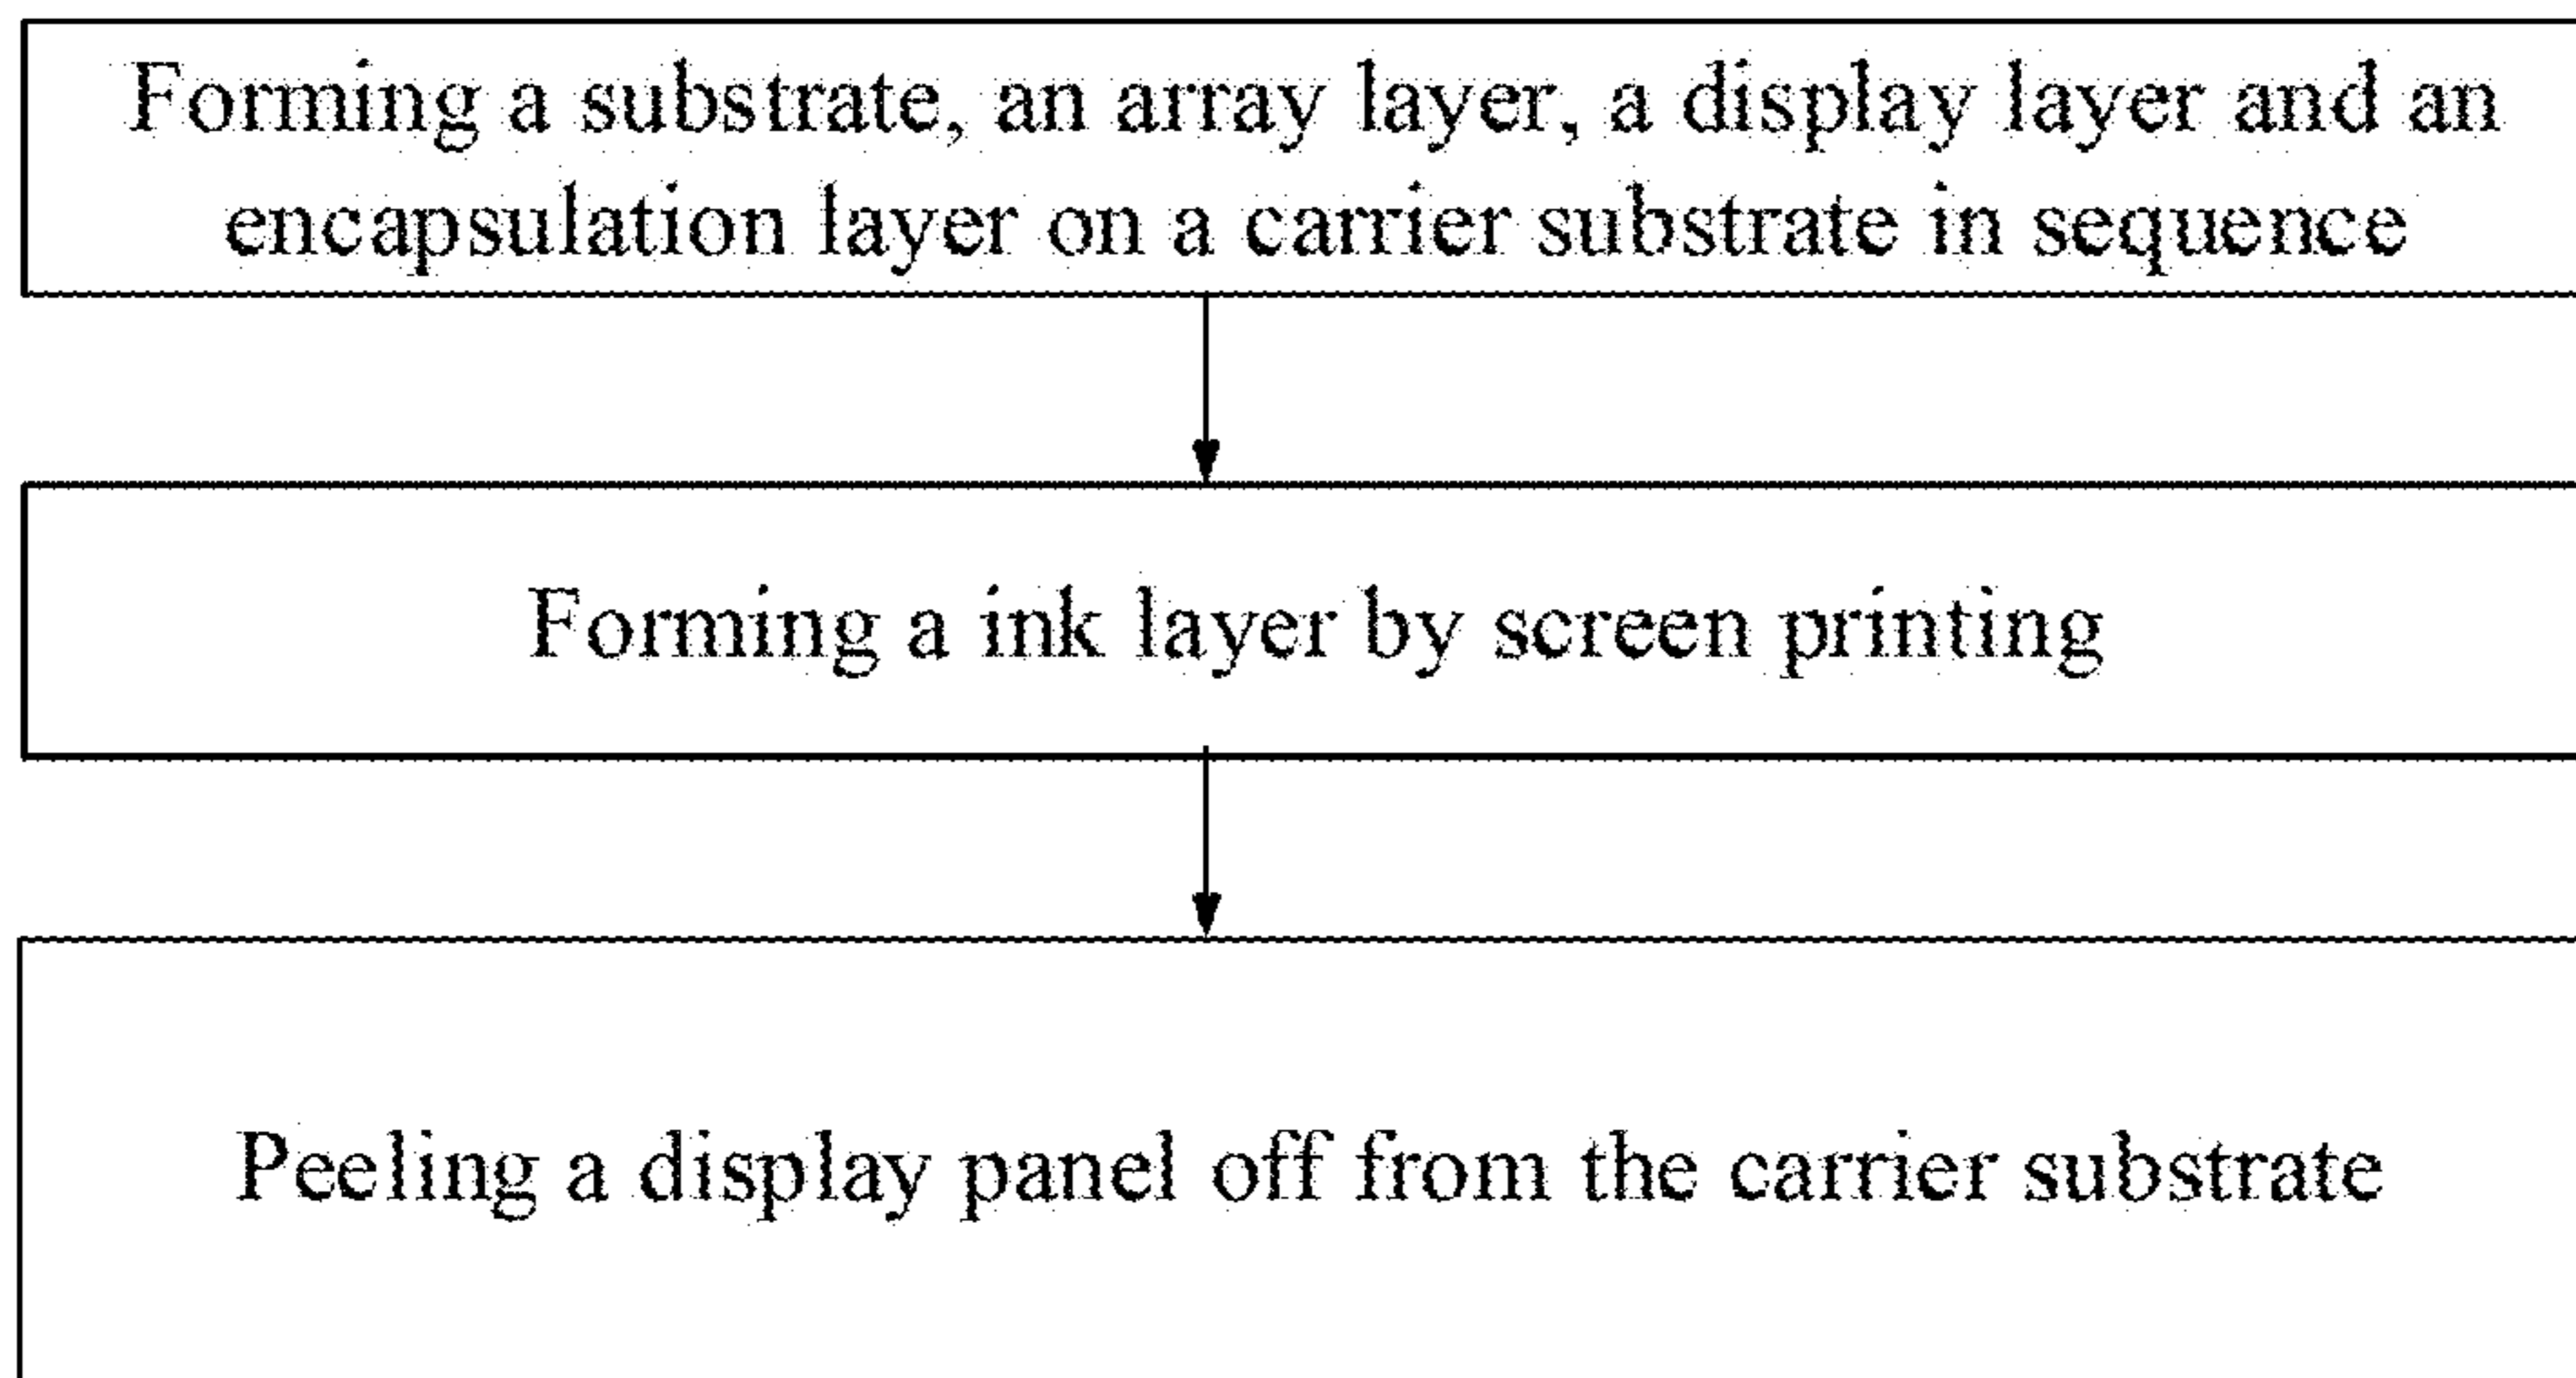 Forming a substrate, an array layer, a display layer and an
encapsulation layer on a carrier substrate in sequence
Forming a ink layer by screen printing
Peeling a display panel off from the carrier substrate